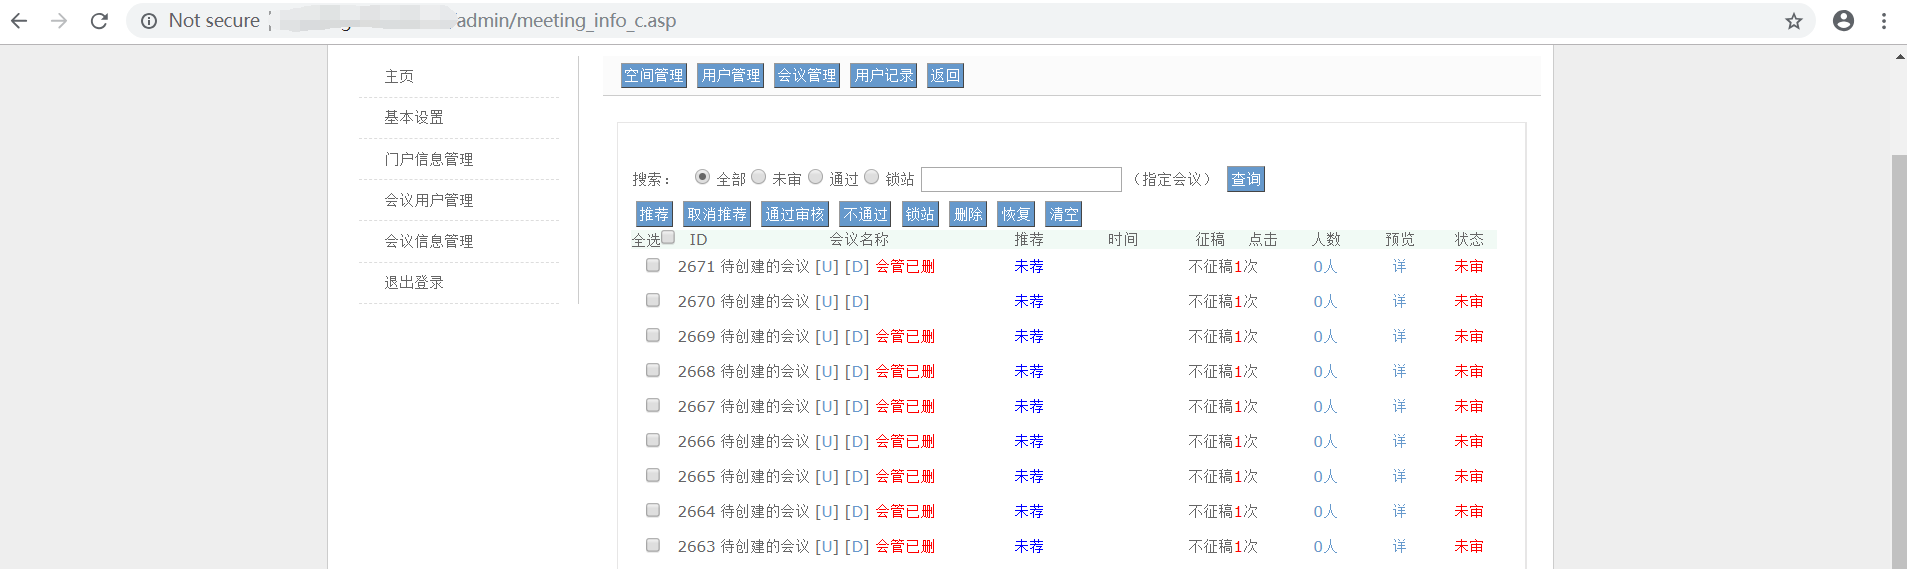 Not secure /admin/meeting_info_c.asp
主页
基本设置
门户信息管理
会议用户管理
会议信息管理
退出登录
空间管理 用户管理 会议管理 用户记录 返回
搜索： 全部 未审 通过 锁站 （指定会议） 查询
推荐 取消推荐 通过审核 不通过 锁站 删除 恢复 清空
全选 ID 会议名称 推荐 时间 征稿 点击 人数 预览 状态
2671 待创建的会议 [U] [D] 会管已删 未荐 不征稿1次 0人 详 未审
2670 待创建的会议 [U] [D] 未荐 不征稿1次 0人 详 未审
2669 待创建的会议 [U] [D] 会管已删 未荐 不征稿1次 0人 详 未审
2668 待创建的会议 [U] [D] 会管已删 未荐 不征稿1次 0人 详 未审
2667 待创建的会议 [U] [D] 会管已删 未荐 不征稿1次 0人 详 未审
2666 待创建的会议 [U] [D] 会管已删 未荐 不征稿1次 0人 详 未审
2665 待创建的会议 [U] [D] 会管已删 未荐 不征稿1次 0人 详 未审
2664 待创建的会议 [U] [D] 会管已删 未荐 不征稿1次 0人 详 未审
2663 待创建的会议 [U] [D] 会管已删 未荐 不征稿1次 0人 详 未审